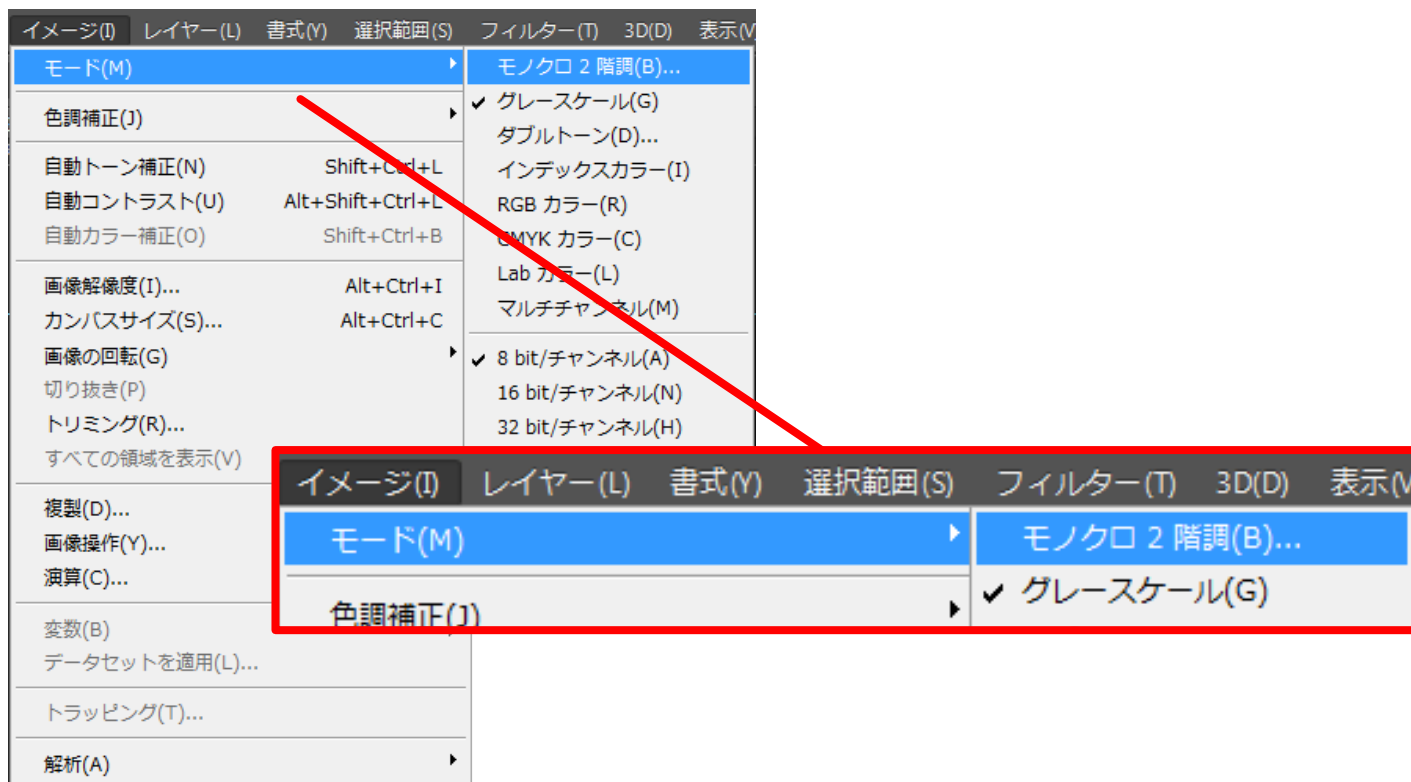 イメージ(I) レイヤー(L) 書式(Y) 選択範囲(S) フィルター(T) 3D(D) 表示(V
モード(M)
色調補正(J)
自動トーン補正(N) Shift+Ctrl+L
自動コントラスト(U) Alt+Shift+Ctrl+L
自動カラー補正(O) Shift+Ctrl+B
画像解像度(I)... Alt+Ctrl+I
カンバスサイズ(S)... Alt+Ctrl+C
画像の回転(G)
切り抜き(P)
トリミング(R)...
すべての領域を表示(V)
複製(D)...
画像操作(Y)...
演算(C)...
変数(B)
データセットを適用(L)...
トラッピング(T)...
解析(A)
モノクロ 2 階調(B)...
グレースケール(G)
ダブルトーン(D)...
インデックスカラー(I)
RGB カラー(R)
CMYK カラー(C)
Lab カラー(L)
マルチチャンネル(M)
8 bit/チャンネル(A)
16 bit/チャンネル(N)
32 bit/チャンネル(H)
イメージ(I) レイヤー(L) 書式(Y) 選択範囲(S) フィルター(T) 3D(D) 表示(V
モード(M)
色調補正(J)
モノクロ 2 階調(B)...
グレースケール(G)